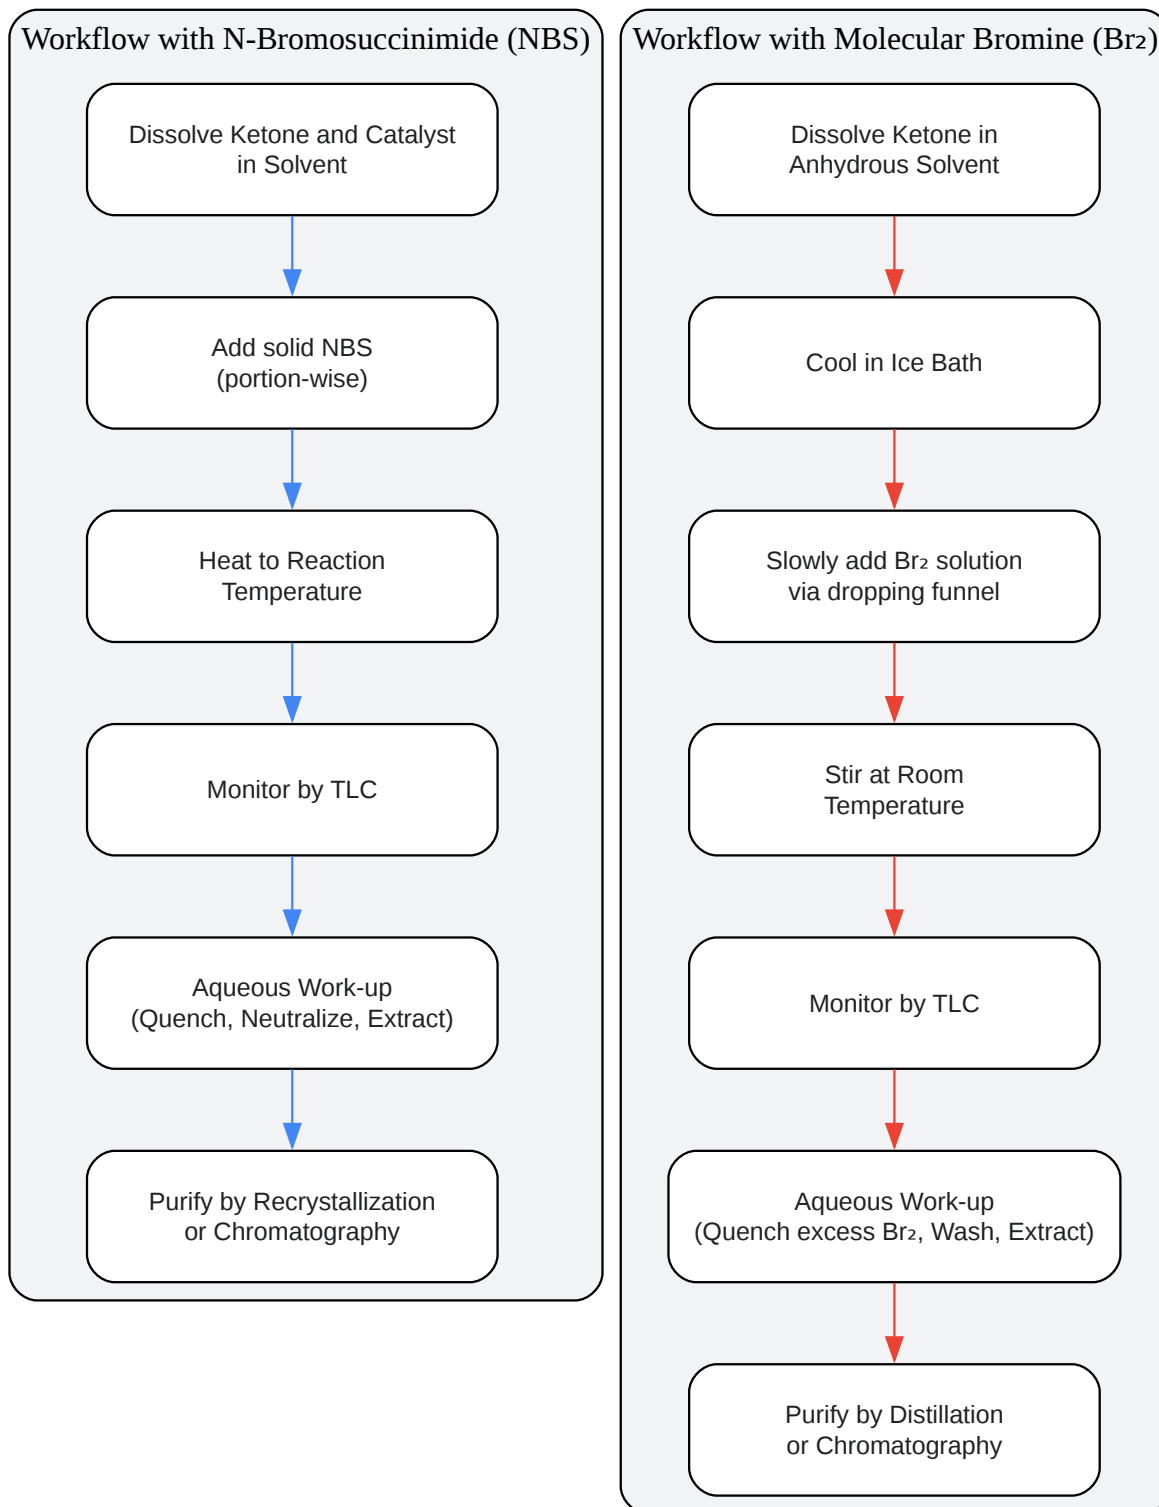 Workflow with N-Bromosuccinimide (NBS)
Dissolve Ketone and Catalyst
in Solvent
Add solid NBS
(portion-wise)
Heat to Reaction
Temperature
Monitor by TLC
Aqueous Work-up
(Quench, Neutralize, Extract)
Purify by Recrystallization
or Chromatography
Workflow with Molecular Bromine (Br₂)
Dissolve Ketone in
Anhydrous Solvent
Cool in Ice Bath
Slowly add Br₂ solution
via dropping funnel
Stir at Room
Temperature
Monitor by TLC
Aqueous Work-up
(Quench excess Br₂, Wash, Extract)
Purify by Distillation
or Chromatography